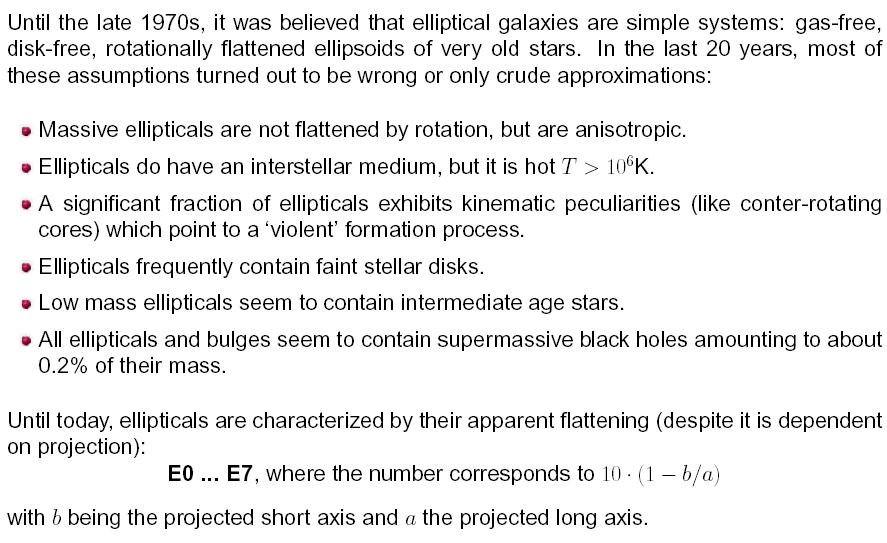 Until the late 1970s, it was believed that elliptical galaxies are simple systems: gas-free,
disk-free, rotationally flattened ellipsoids of very old stars. In the last 20 years, most of
these assumptions turned out to be wrong or only crude approximations:
Massive ellipticals are not flattened by rotation, but are anisotropic.
Ellipticals do have an interstellar medium, but it is hot T > 10⁶K.
A significant fraction of ellipticals exhibits kinematic peculiarities (like conter-rotating
cores) which point to a ‘violent’ formation process.
Ellipticals frequently contain faint stellar disks.
Low mass ellipticals seem to contain intermediate age stars.
All ellipticals and bulges seem to contain supermassive black holes amounting to about
0.2% of their mass.
Until today, ellipticals are characterized by their apparent flattening (despite it is dependent
on projection):
E0 ... E7, where the number corresponds to 10 · (1 − b/a)
with b being the projected short axis and a the projected long axis.